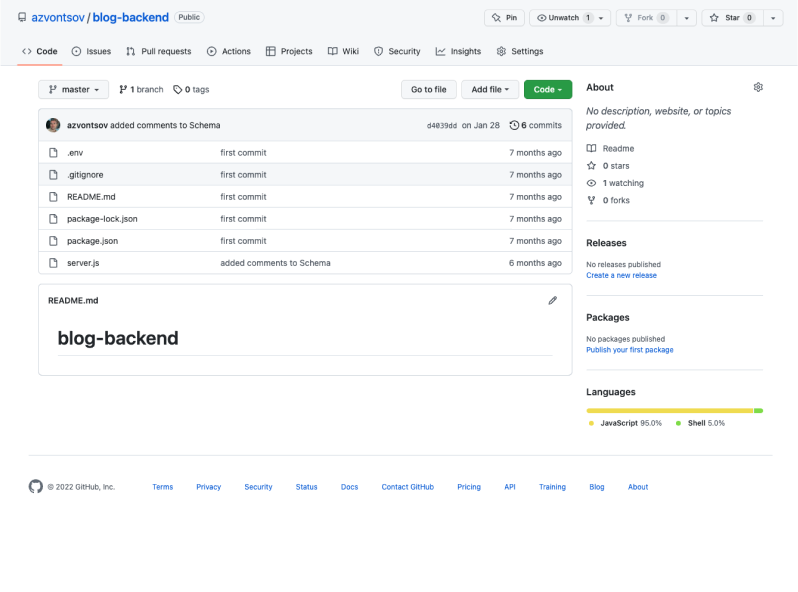 azvontsov / blog-backend Public
Pin
Unwatch 1
Fork 0
Star 0
Code Issues Pull requests Actions Projects Wiki Security Insights Settings
master 1 branch 0 tags
Go to file Add file Code
azvontsov added comments to Schema d4039dd on Jan 28 6 commits
.env first commit 7 months ago
.gitignore first commit 7 months ago
README.md first commit 7 months ago
package-lock.json first commit 7 months ago
package.json first commit 7 months ago
server.js added comments to Schema 6 months ago
README.md
blog-backend
About
No description, website, or topics
provided.
Readme
0 stars
1 watching
0 forks
Releases
No releases published
Create a new release
Packages
No packages published
Publish your first package
Languages
JavaScript 95.0% Shell 5.0%
© 2022 GitHub, Inc. Terms Privacy Security Status Docs Contact GitHub Pricing API Training Blog About